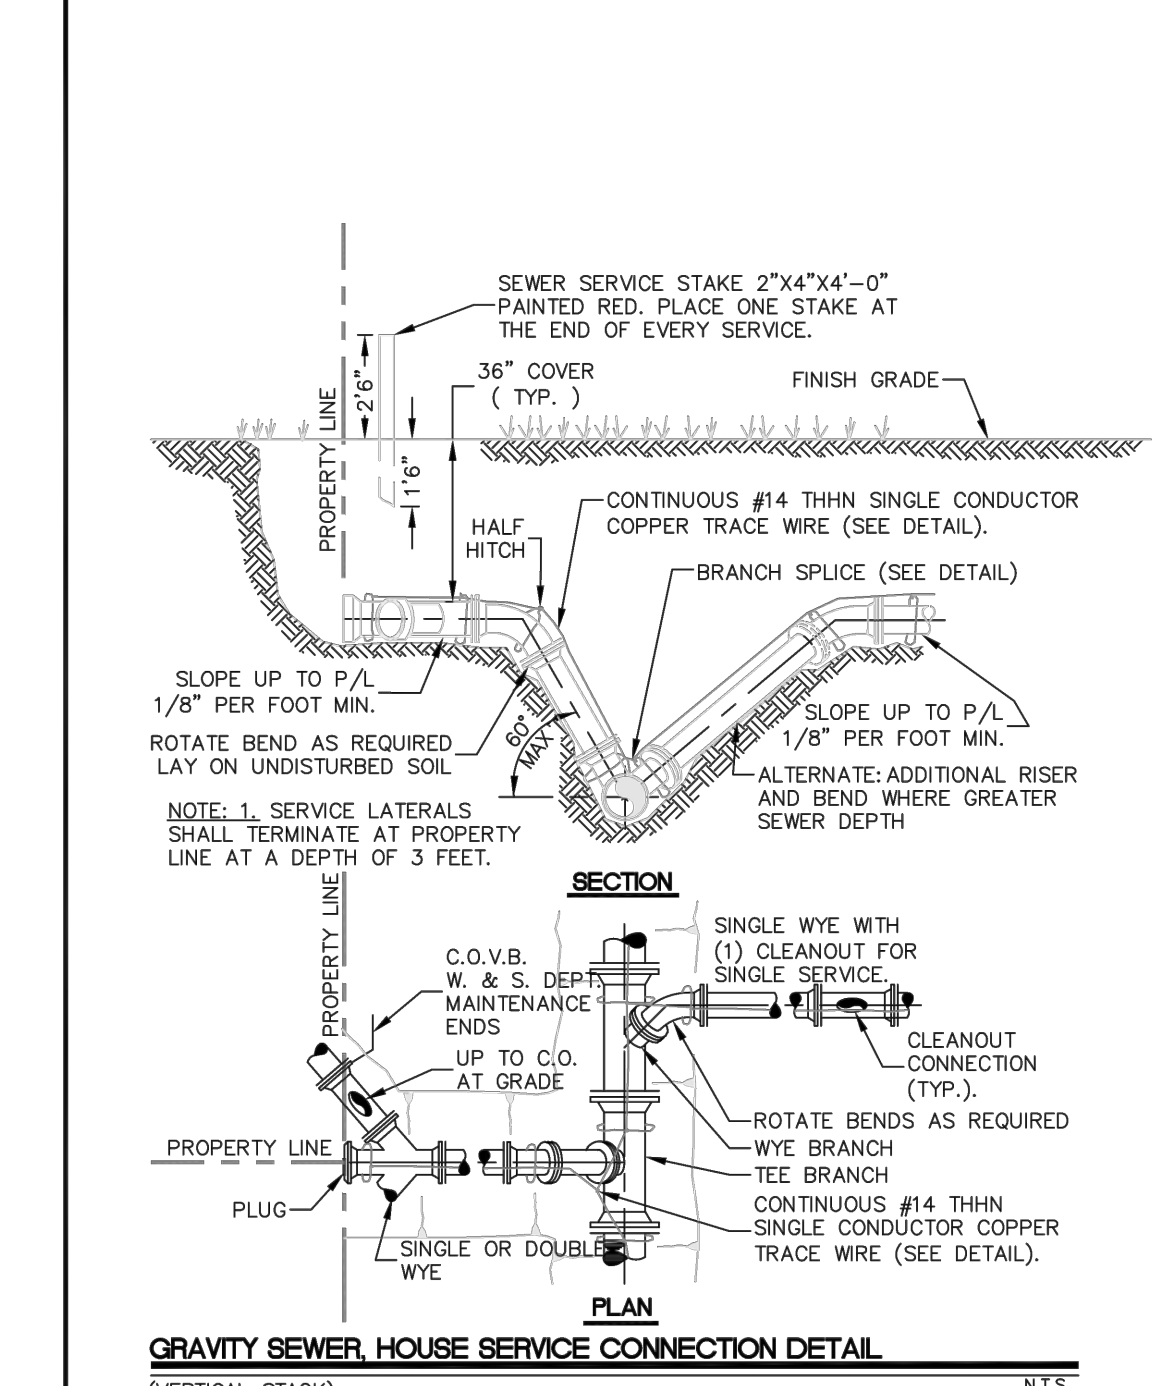 SEWER SERVICE STAKE 2"X4"X4'-0"
PAINTED RED. PLACE ONE STAKE AT
THE END OF EVERY SERVICE.
36" COVER
( TYP. )
FINISH GRADE
2'6"
PROPERTY LINE
1'6"
CONTINUOUS #14 THHN SINGLE CONDUCTOR
COPPER TRACE WIRE (SEE DETAIL).
HALF
HITCH
BRANCH SPLICE (SEE DETAIL)
SLOPE UP TO P/L
1/8" PER FOOT MIN.
ROTATE BEND AS REQUIRED
LAY ON UNDISTURBED SOIL
60°
MAX
SLOPE UP TO P/L
1/8" PER FOOT MIN.
ALTERNATE: ADDITIONAL RISER
AND BEND WHERE GREATER
SEWER DEPTH
NOTE: 1. SERVICE LATERALS
SHALL TERMINATE AT PROPERTY
LINE AT A DEPTH OF 3 FEET.
SECTION
PROPERTY LINE
C.O.V.B.
W. & S. DEPT.
MAINTENANCE
ENDS
SINGLE WYE WITH
(1) CLEANOUT FOR
SINGLE SERVICE.
UP TO C.O.
AT GRADE
CLEANOUT
CONNECTION
(TYP.).
ROTATE BENDS AS REQUIRED
WYE BRANCH
TEE BRANCH
PROPERTY LINE
PLUG
CONTINUOUS #14 THHN
SINGLE CONDUCTOR COPPER
TRACE WIRE (SEE DETAIL).
SINGLE OR DOUBLE
WYE
PLAN
GRAVITY SEWER, HOUSE SERVICE CONNECTION DETAIL
(VERTICAL STACK)
N.T.S.